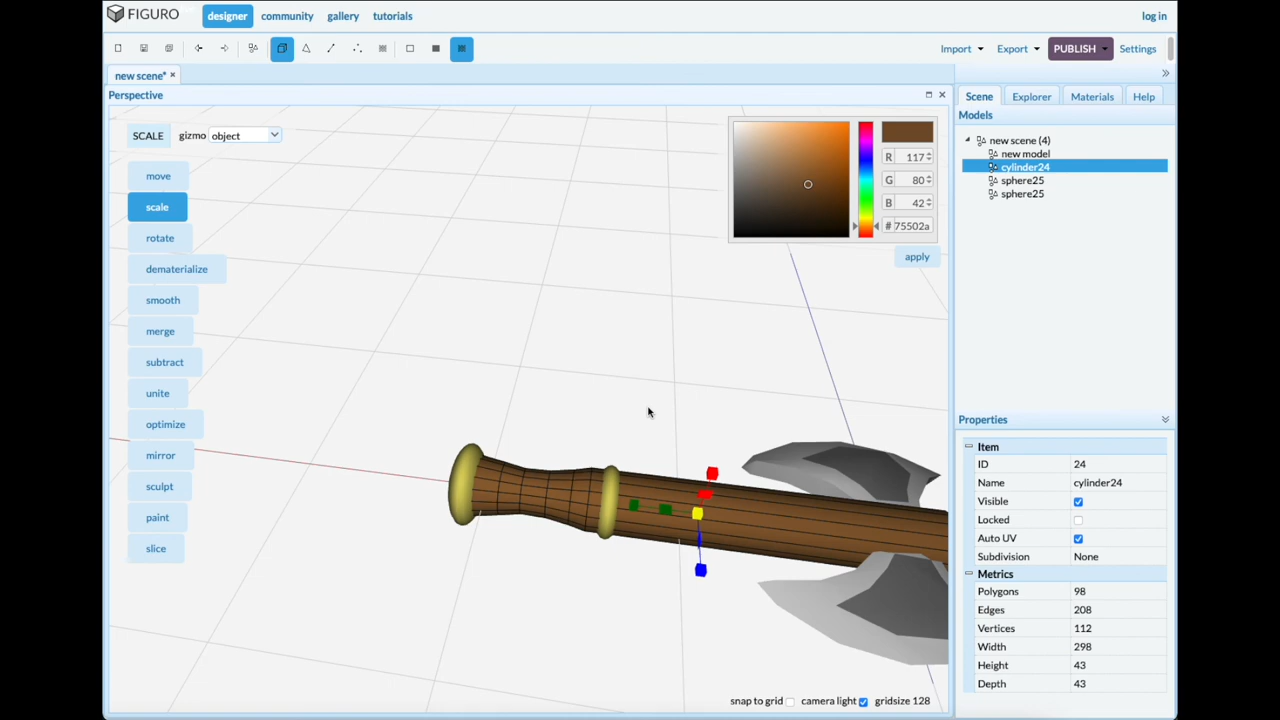 FIGURO designer community gallery tutorials log in
Import Export PUBLISH Settings
new scene* ×
Perspective
SCALE gizmo object
move
scale
rotate
dematerialize
smooth
merge
subtract
unite
optimize
mirror
sculpt
paint
slice
R 117
G 80
B 42
# 75502a
apply
snap to grid camera light gridsize 128
Scene Explorer Materials Help
Models
new scene (4)
new model
cylinder24
sphere25
sphere25
Properties
Item
ID 24
Name cylinder24
Visible
Locked
Auto UV
Subdivision None
Metrics
Polygons 98
Edges 208
Vertices 112
Width 298
Height 43
Depth 43